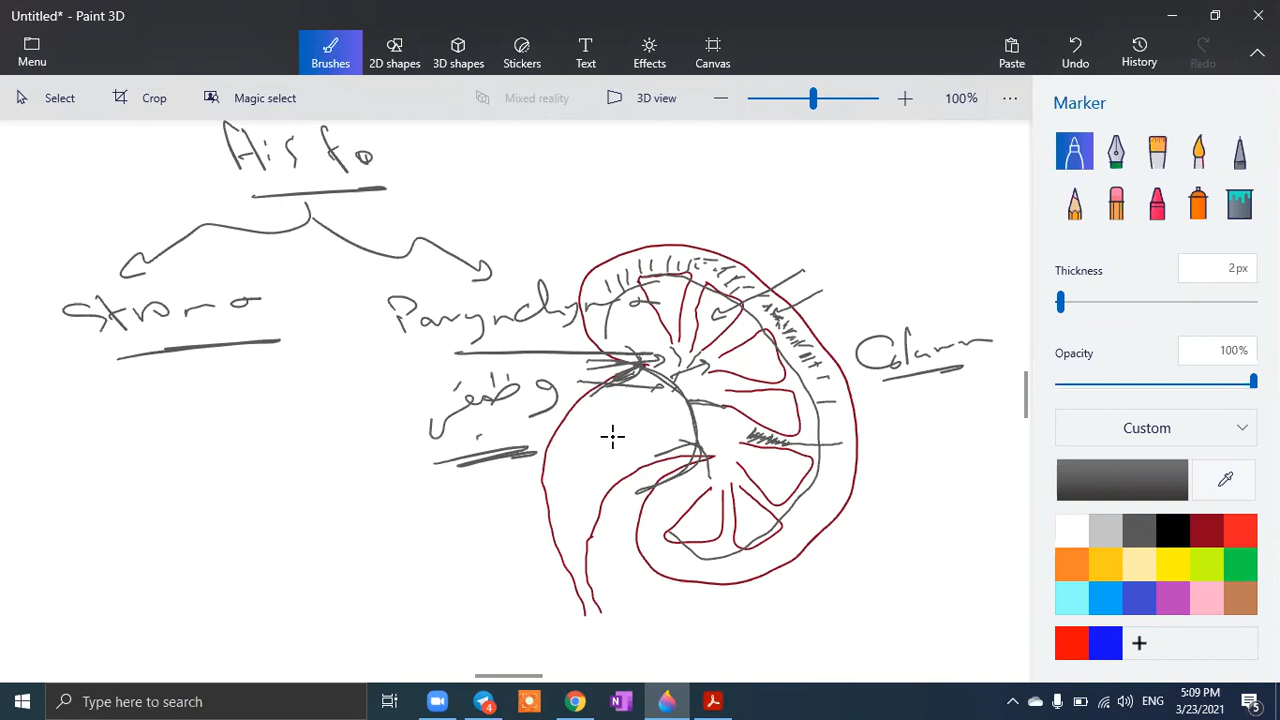 Untitled* - Paint 3D
Menu
Brushes
2D shapes
3D shapes
Stickers
Text
Effects
Canvas
Paste
Undo
History
Redo
Select
Crop
Magic select
Mixed reality
3D view
100%
Marker
Thickness
2px
Opacity
100%
Custom
Histo
Stroma
Parynchyma
Column
Type here to search
4
ENG
5:09 PM
3/23/2021
5